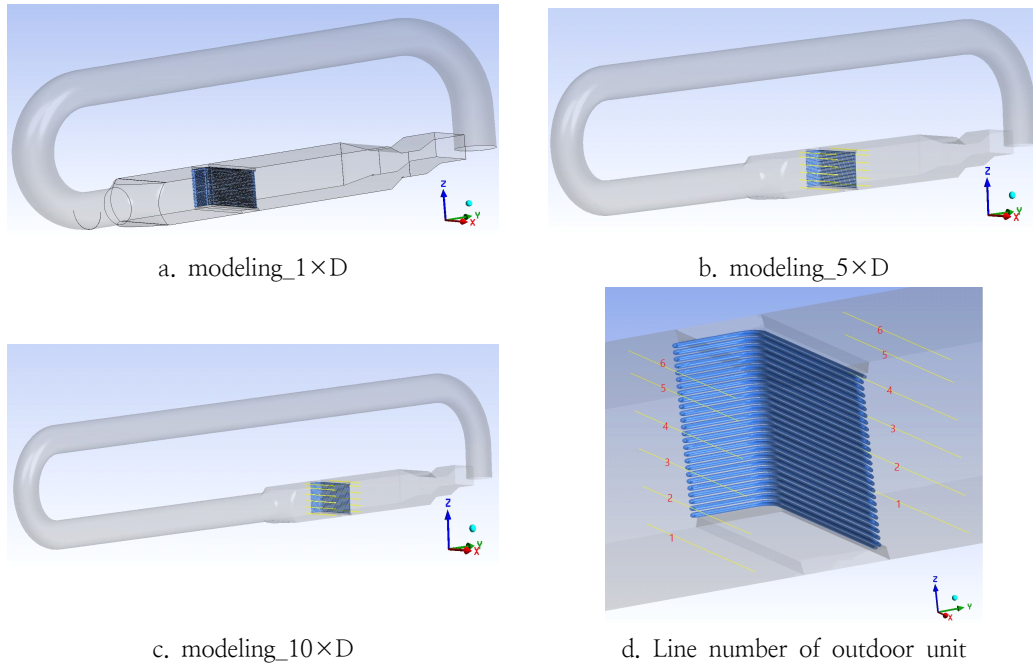 Z
Y
X
Z
Y
X
a. modeling_1×D
b. modeling_5×D
Z
Y
X
6
5
4
3
2
1
6
5
4
3
2
1
Z
Y
X
c. modeling_10×D
d. Line number of outdoor unit